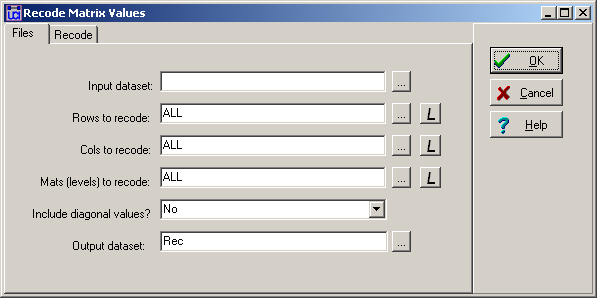 Recode Matrix Values
Files Recode
Input dataset: ...
Rows to recode: ALL ... L
Cols to recode: ALL ... L
Mats (levels) to recode: ALL ... L
Include diagonal values? No
Output dataset: Rec ...
OK
Cancel
? Help